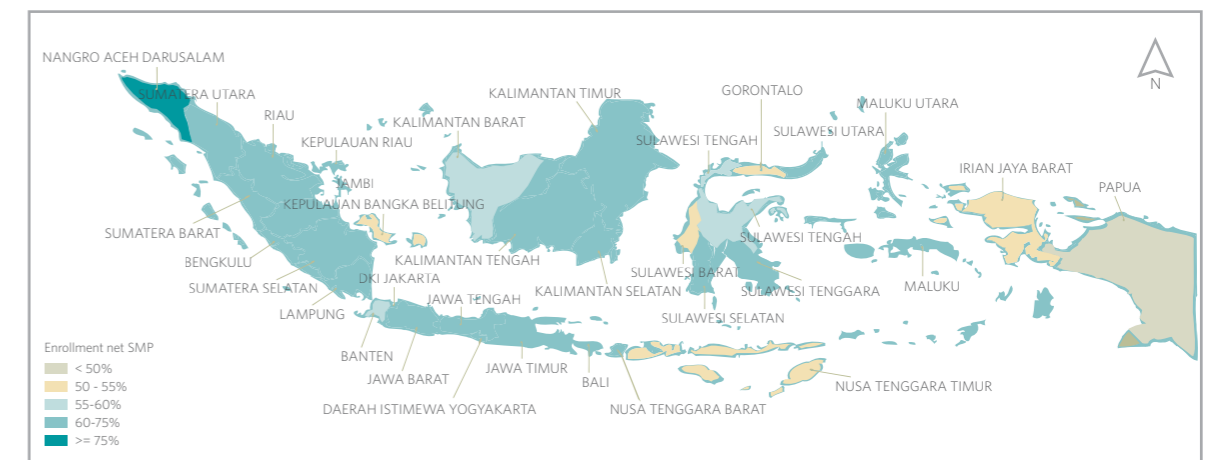 NANGRO ACEH DARUSALAM
SUMATERA UTARA
RIAU
KEPULAUAN RIAU
JAMBI
KEPULAUAN BANGKA BELITUNG
KALIMANTAN BARAT
KALIMANTAN TIMUR
SULAWESI TENGAH
GORONTALO
SULAWESI UTARA
MALUKU UTARA
IRIAN JAYA BARAT
PAPUA
N
SUMATERA BARAT
BENGKULU
SUMATERA SELATAN
LAMPUNG
DKI JAKARTA
KALIMANTAN TENGAH
JAWA TENGAH
KALIMANTAN SELATAN
SULAWESI BARAT
SULAWESI TENGAH
SULAWESI TENGGARA
SULAWESI SELATAN
MALUKU
BANTEN
JAWA BARAT
DAERAH ISTIMEWA YOGYAKARTA
JAWA TIMUR
BALI
NUSA TENGGARA BARAT
NUSA TENGGARA TIMUR
Enrollment net SMP
< 50%
50 - 55%
55-60%
60-75%
>= 75%